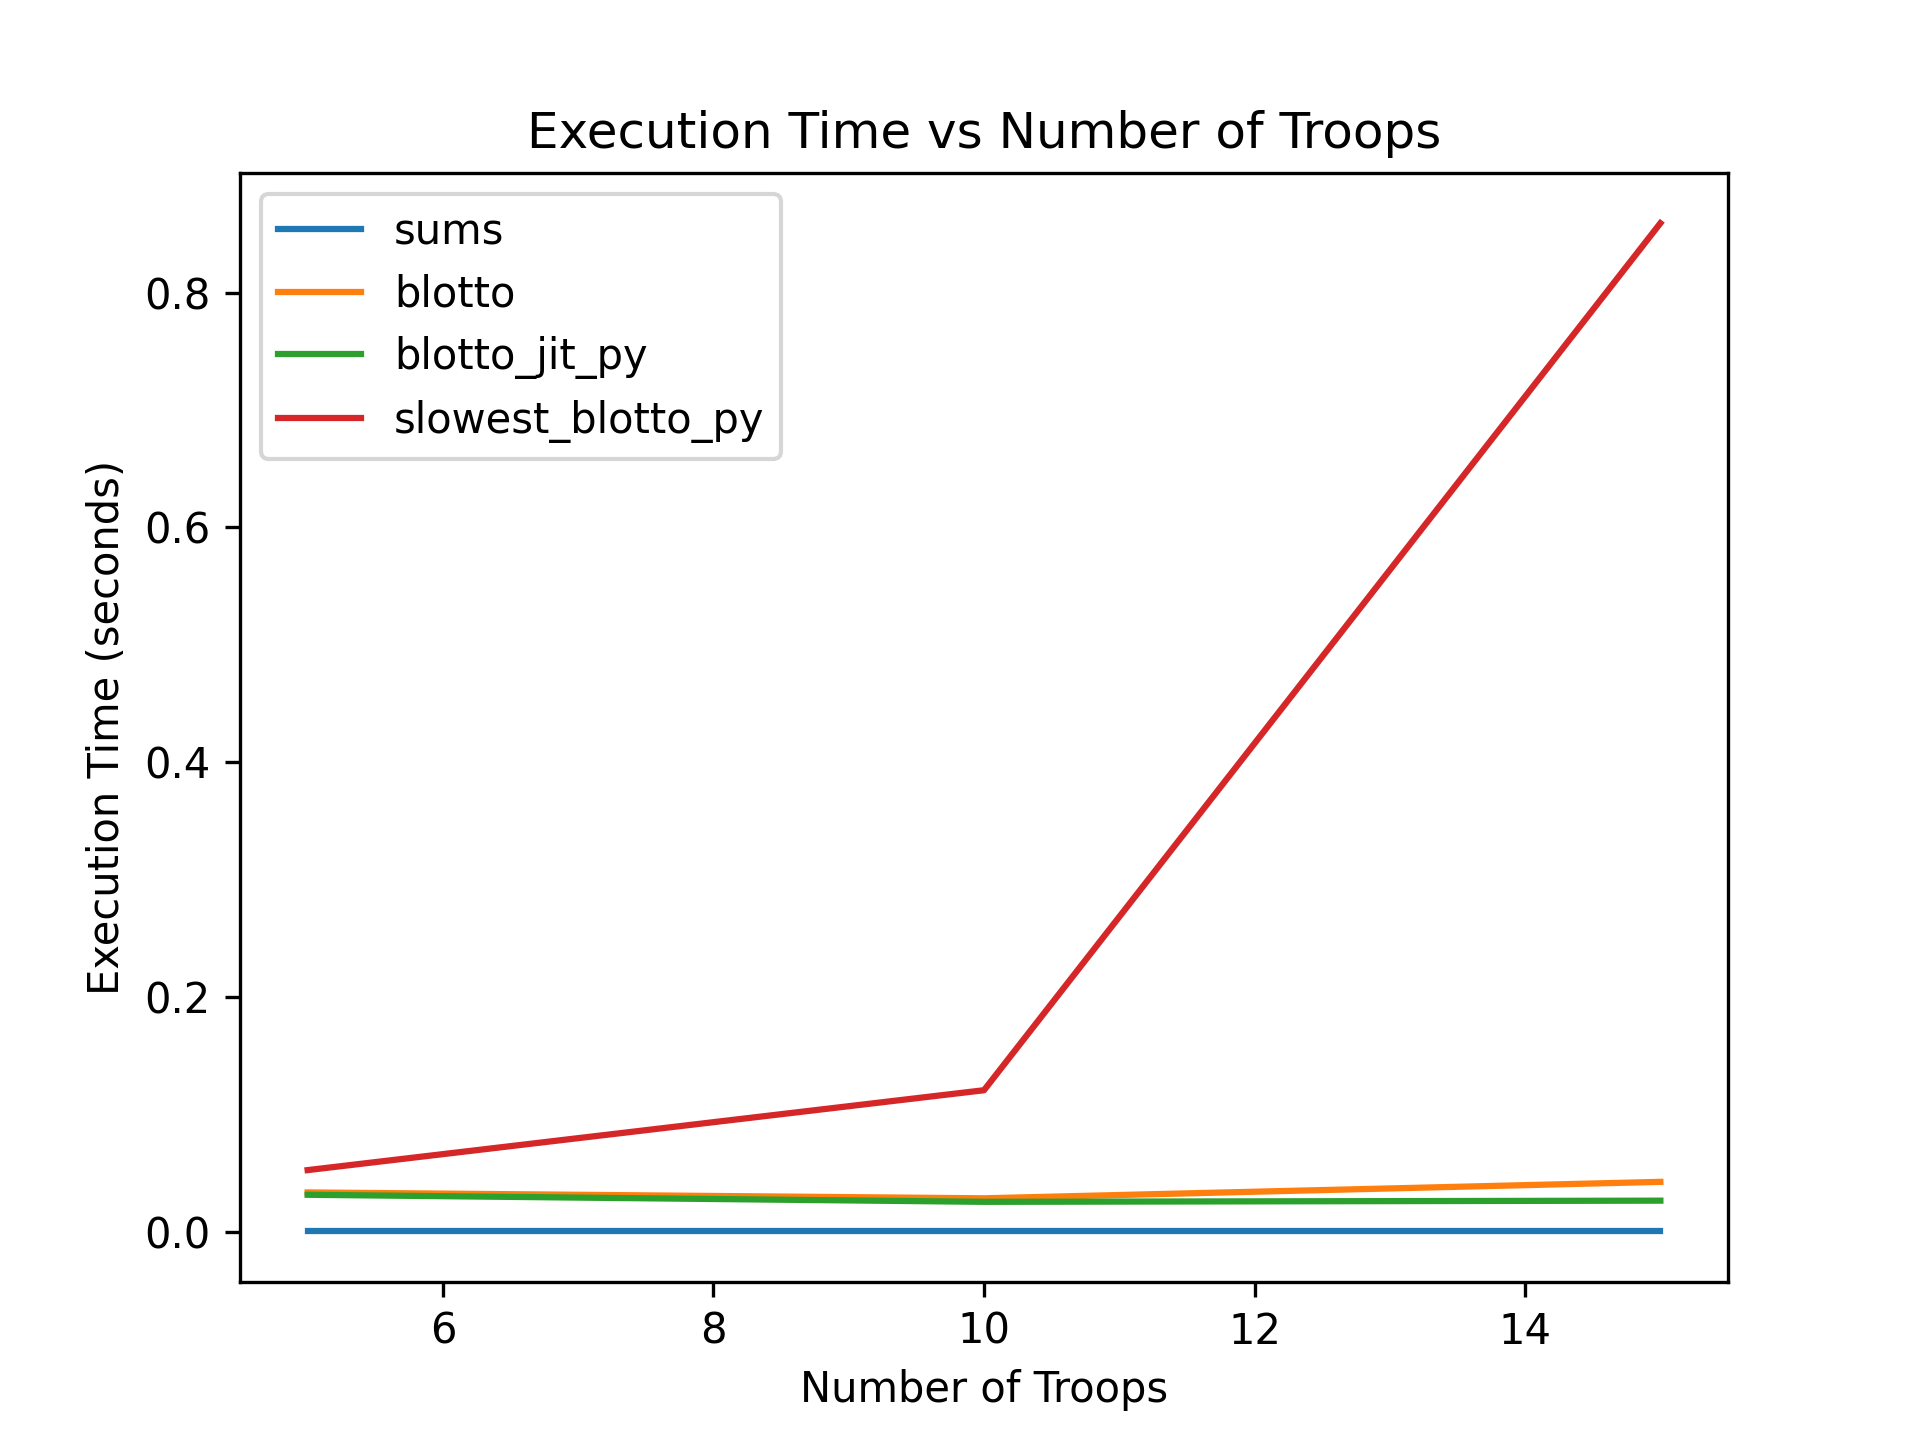 Execution Time vs Number of Troops
sums
blotto
blotto_jit_py
slowest_blotto_py
Execution Time (seconds)
0.8
0.6
0.4
0.2
0.0
6 8 10 12 14
Number of Troops